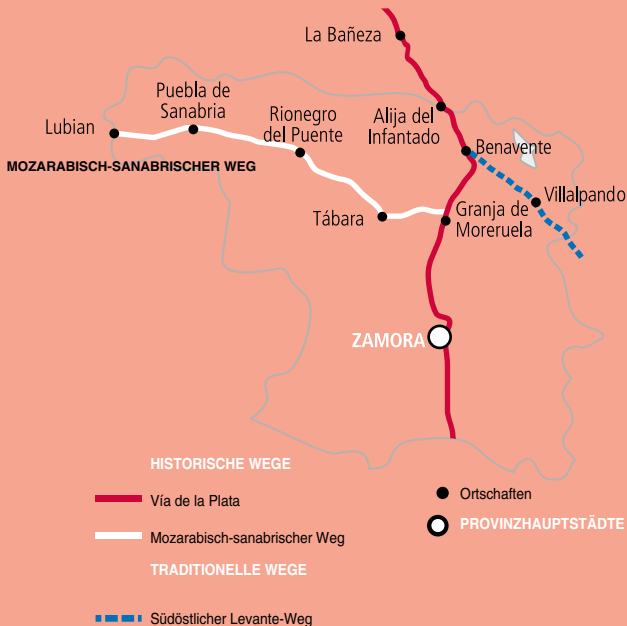 La Bañeza
Puebla de
Sanabria
Lubian
Rionegro
del Puente
Alija del
Infantado
Benavente
MOZARABISCH-SANABRISCHER WEG
Villalpando
Tábara
Granja de
Moreruela
ZAMORA
HISTORISCHE WEGE
Vía de la Plata
Mozarabisch-sanabrischer Weg
TRADITIONELLE WEGE
Südöstlicher Levante-Weg
Ortschaften
PROVINZHAUPTSTÄDTE